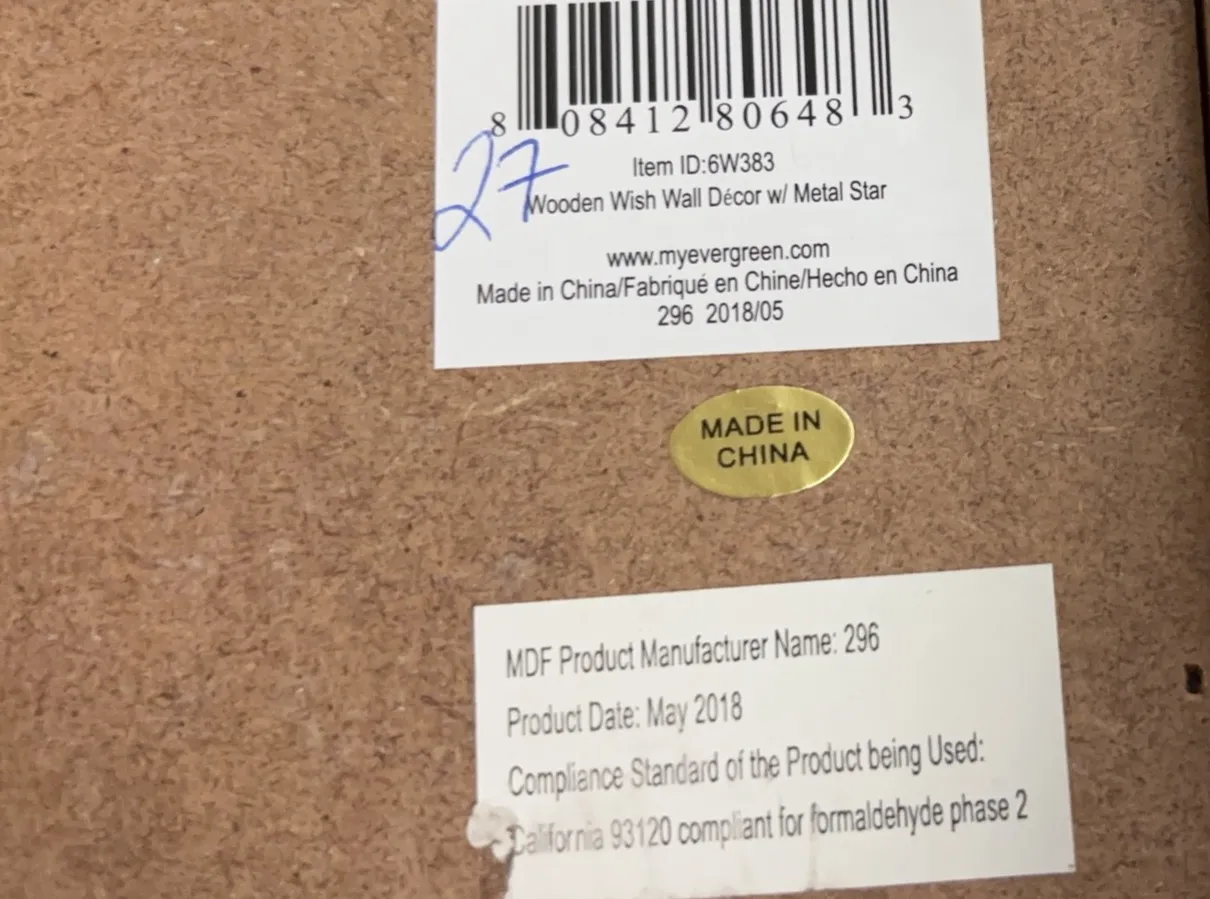 8 08412 80648 3
27
Item ID:6W383
Wooden Wish Wall Décor w/ Metal Star
www.myevergreen.com
Made in China/Fabriqué en Chine/Hecho en China
296 2018/05
MADE IN
CHINA
MDF Product Manufacturer Name: 296
Product Date: May 2018
Compliance Standard of the Product being Used:
California 93120 compliant for formaldehyde phase 2